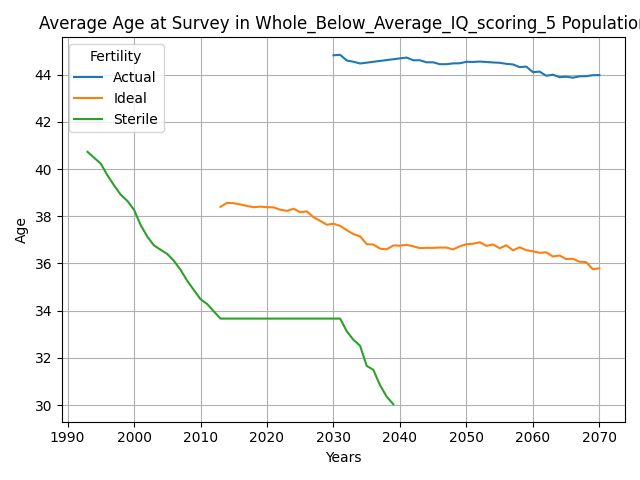 Average Age at Survey in Whole_Below_Average_IQ_scoring_5 Population
Fertility
Actual
Ideal
Sterile
44
42
40
38
36
34
32
30
Age
1990
2000
2010
2020
2030
2040
2050
2060
2070
Years